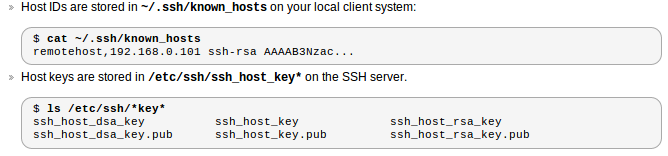 » Host IDs are stored in ~/.ssh/known_hosts on your local client system:
$ cat ~/.ssh/known_hosts
remotehost,192.168.0.101 ssh-rsa AAAAB3Nzac...
» Host keys are stored in /etc/ssh/ssh_host_key* on the SSH server.
$ ls /etc/ssh/*key*
ssh_host_dsa_key ssh_host_key ssh_host_rsa_key
ssh_host_dsa_key.pub ssh_host_key.pub ssh_host_rsa_key.pub